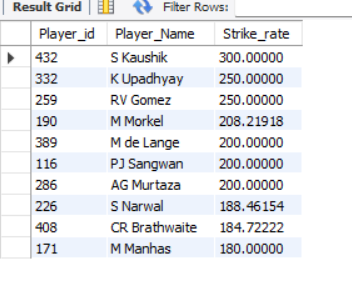 Result Grid Filter Rows:
Player_id Player_Name Strike_rate
432 S Kaushik 300.00000
332 K Upadhyay 250.00000
259 RV Gomez 250.00000
190 M Morkel 208.21918
389 M de Lange 200.00000
116 PJ Sangwan 200.00000
286 AG Murtaza 200.00000
226 S Narwal 188.46154
408 CR Brathwaite 184.72222
171 M Manhas 180.00000